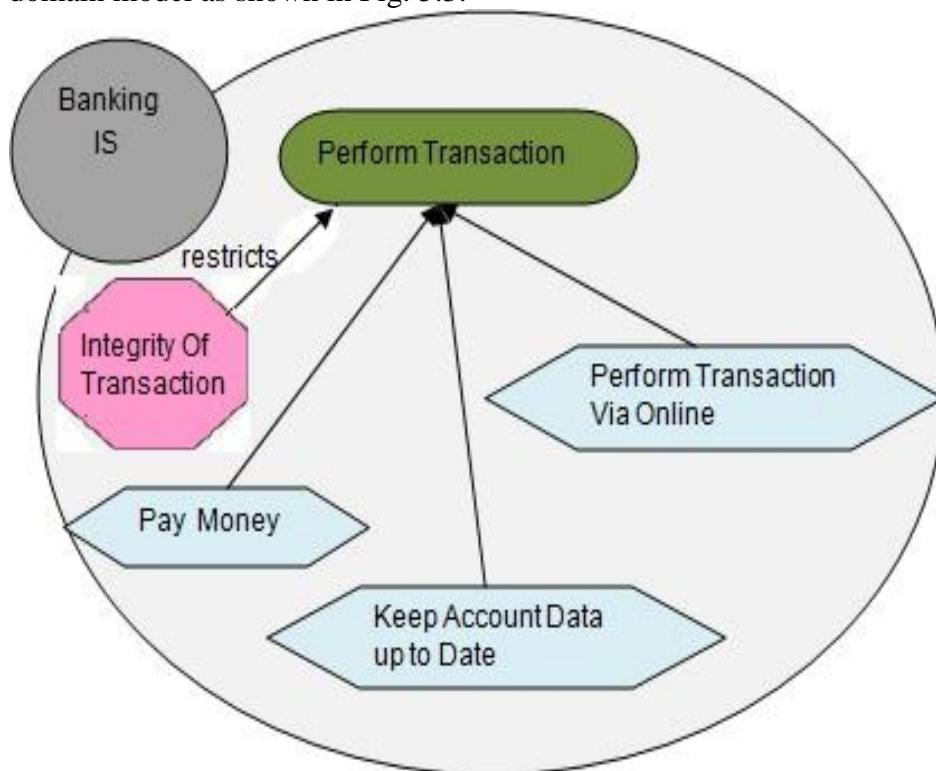 domain model as shown in Fig. 3.3.
Banking
IS
Perform Transaction
restricts
Integrity Of
Transaction
Perform Transaction
Via Online
Pay Money
Keep Account Data
up to Date